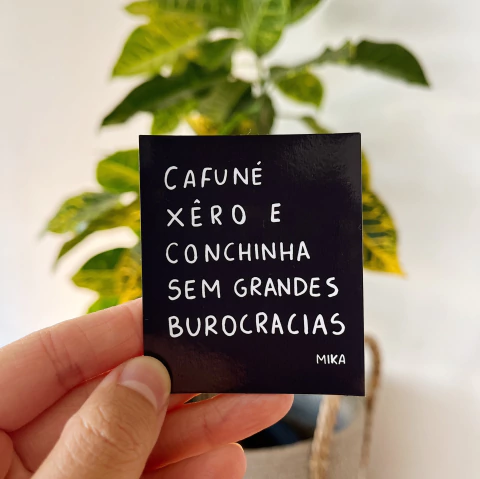 CAFUNÉ
XÊRO E
CONCHINHA
SEM GRANDES
BUROCRACIAS
MIKA